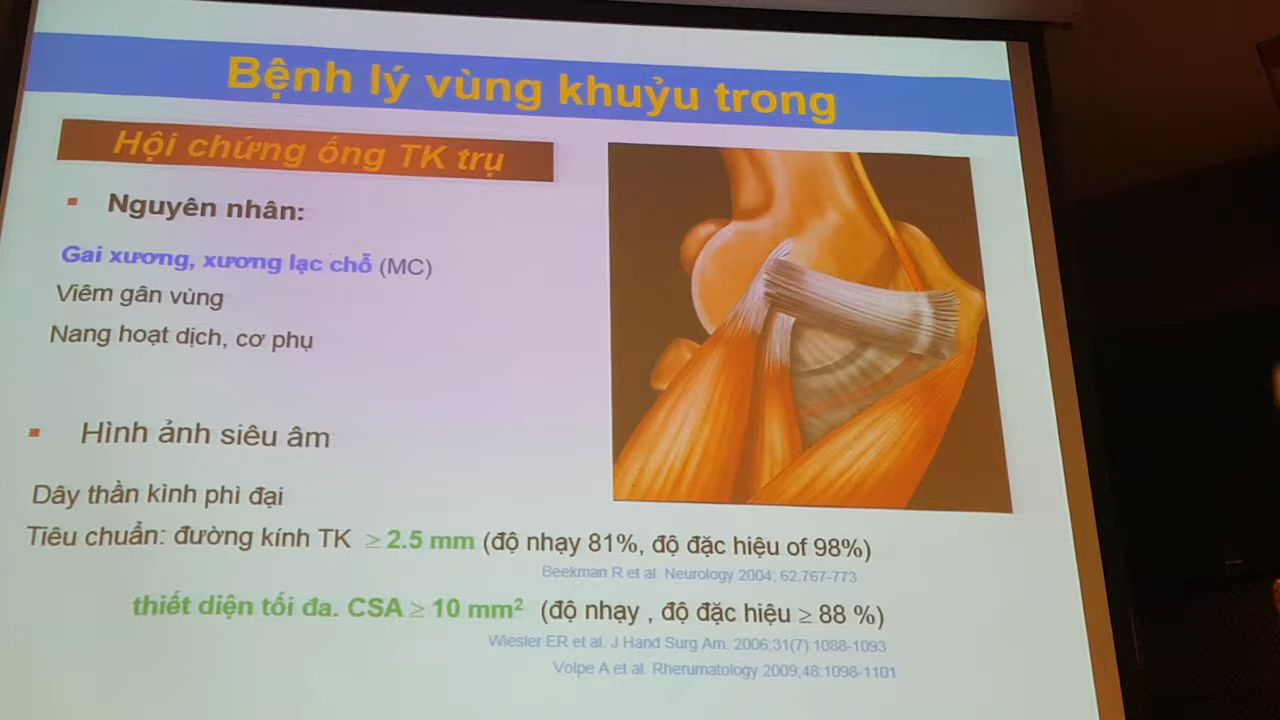 Bệnh lý vùng khuỷu trong
Hội chứng ống TK trụ
▪ Nguyên nhân:
Gai xương, xương lạc chỗ (MC)
Viêm gân vùng
Nang hoạt dịch, cơ phụ
▪ Hình ảnh siêu âm
Dây thần kình phì đại
Tiêu chuẩn: đường kính TK ≥ 2.5 mm (độ nhạy 81%, độ đặc hiệu of 98%)
Beekman R et al. Neurology 2004; 62:767-773
thiết diện tối đa. CSA ≥ 10 mm² (độ nhạy , độ đặc hiệu ≥ 88 %)
Wiesler ER et al. J Hand Surg Am. 2006;31(7):1088-1093
Volpe A et al. Rherumatology 2009;48:1098-1101